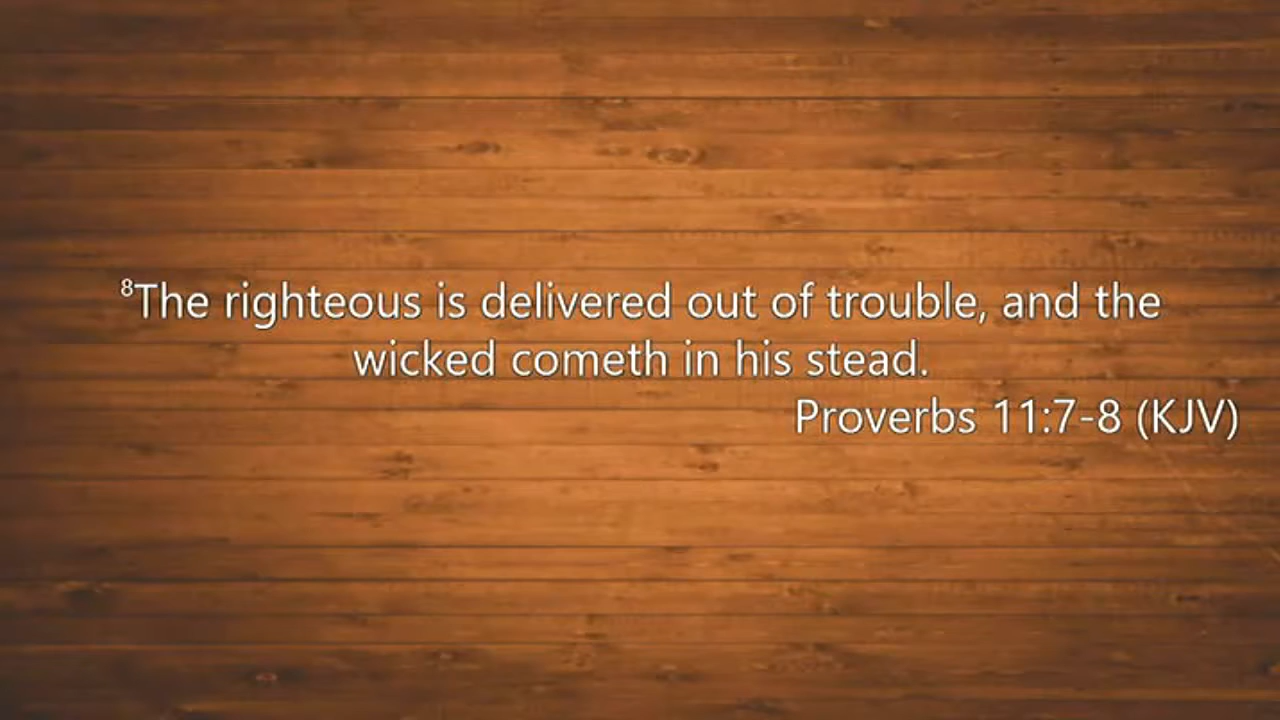 ⁸The righteous is delivered out of trouble, and the
wicked cometh in his stead.
Proverbs 11:7-8 (KJV)